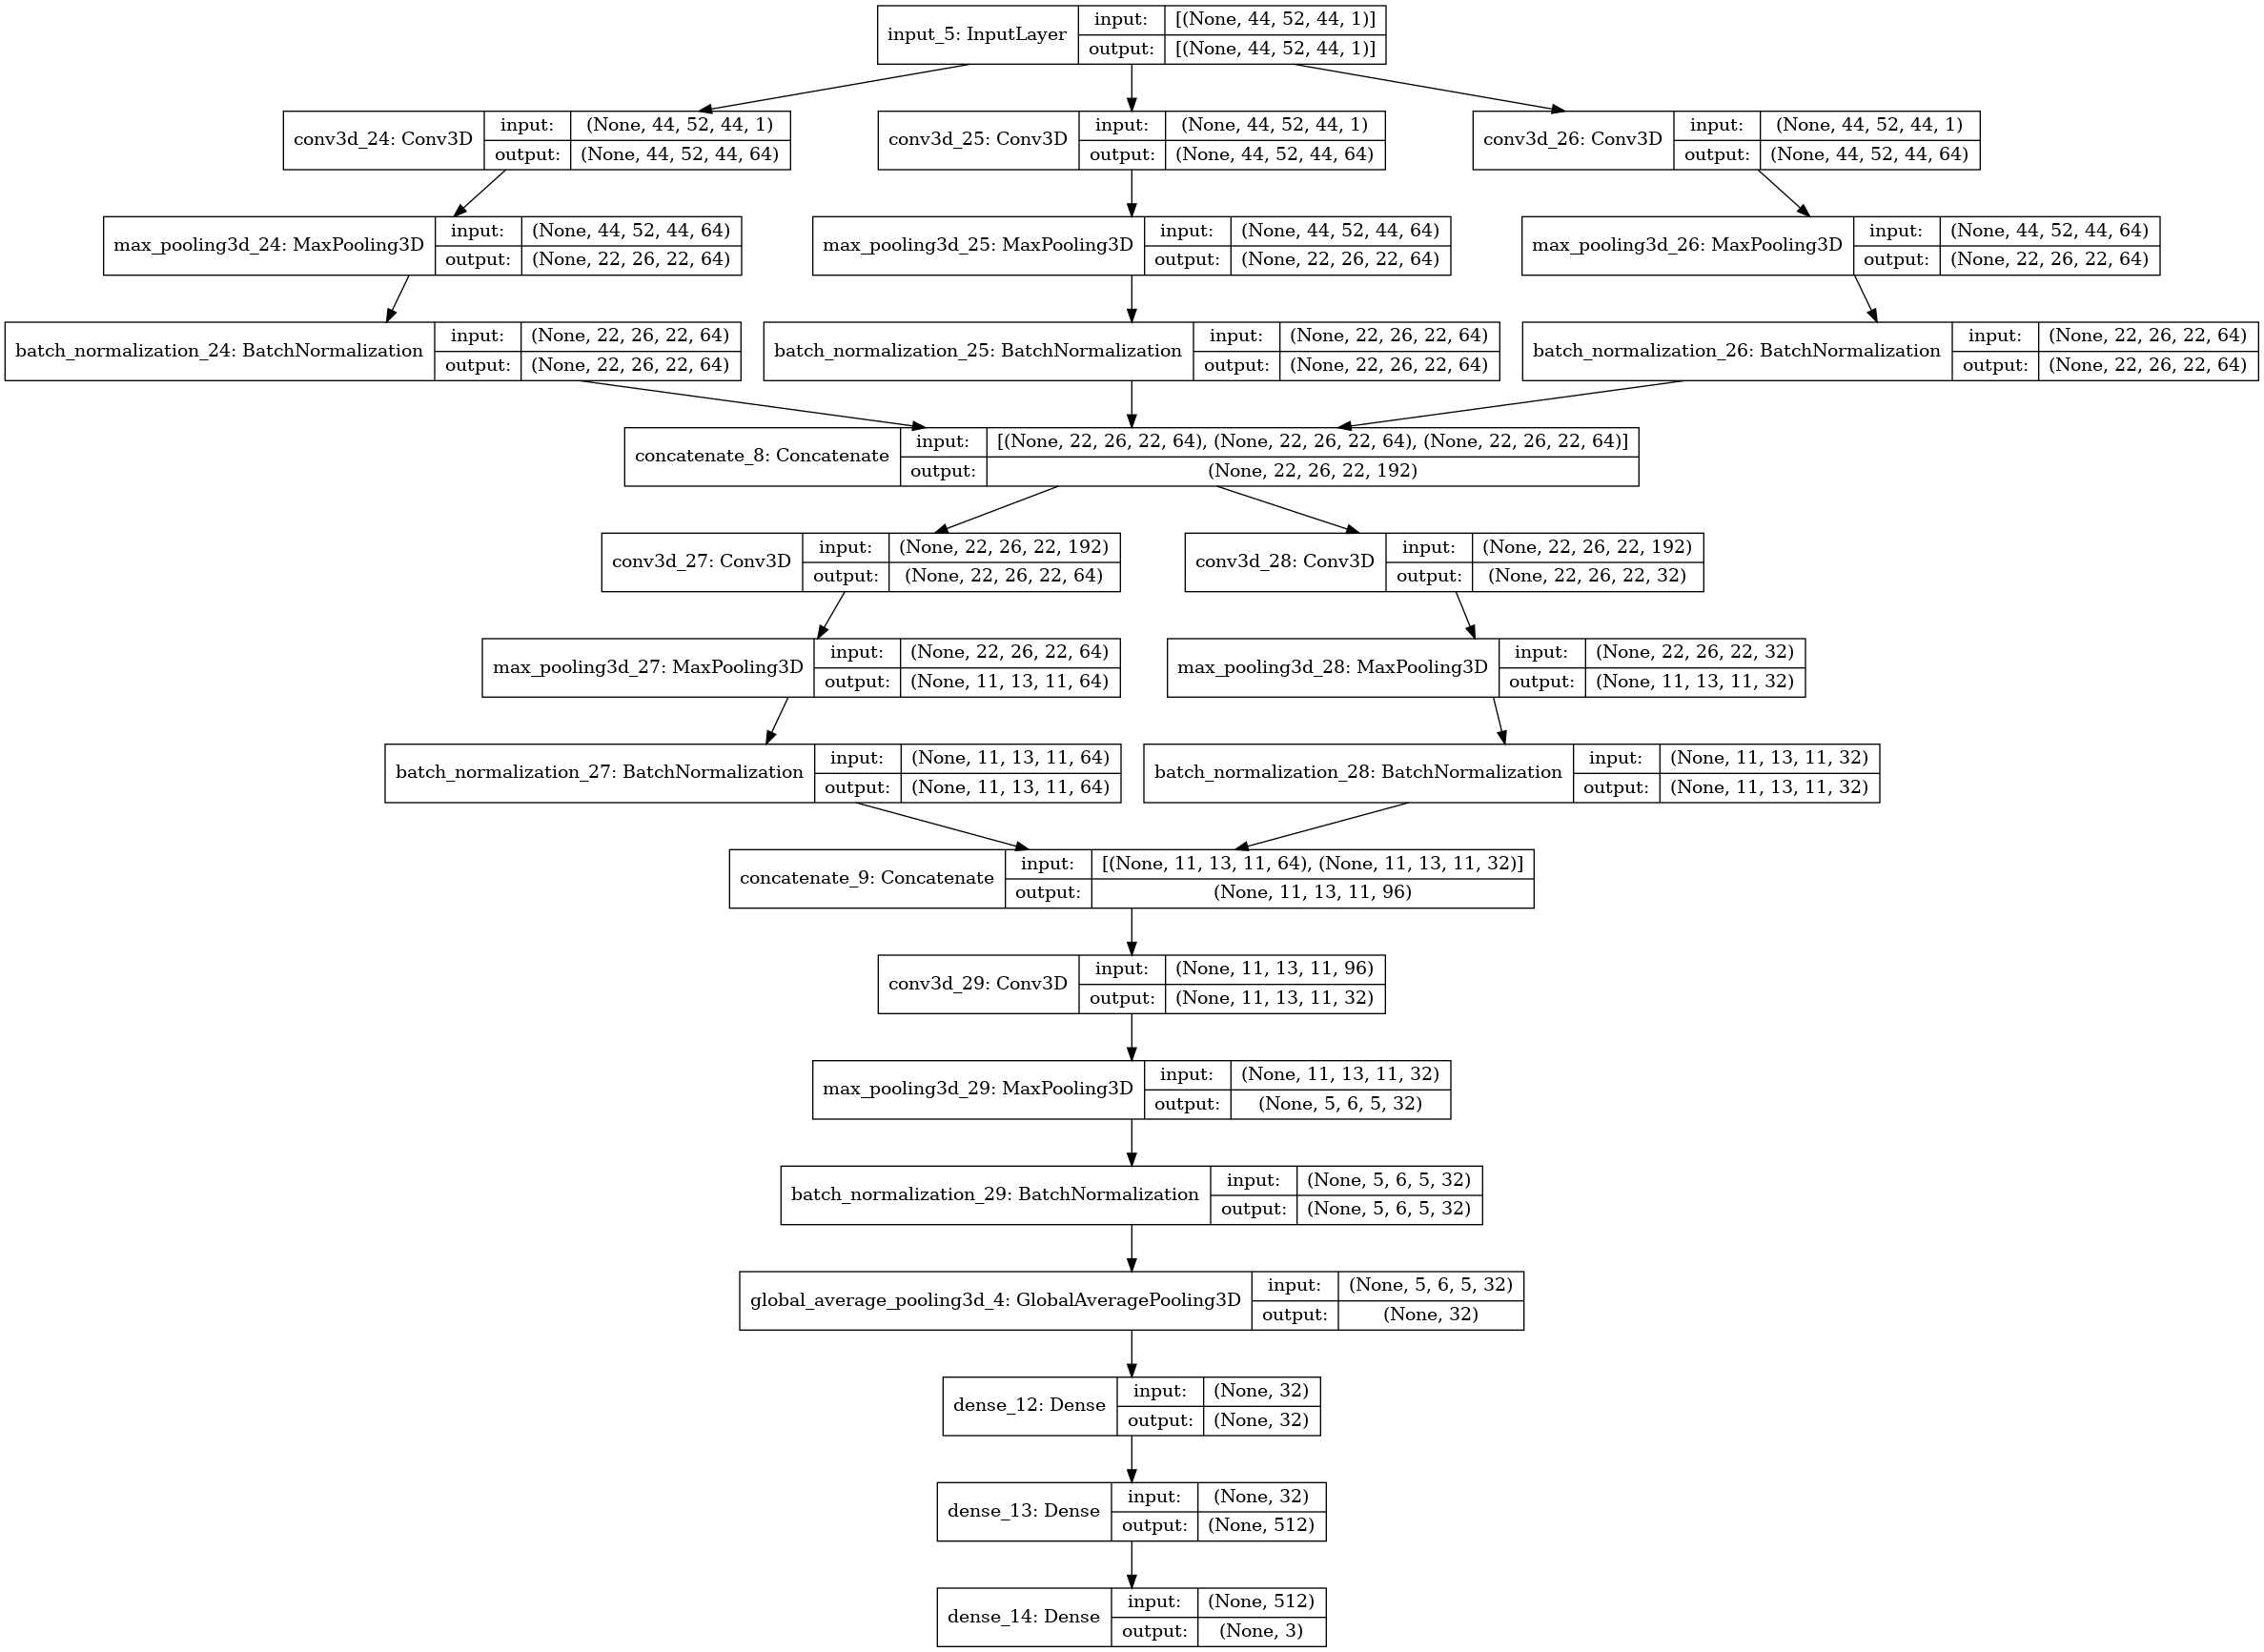 input_5: InputLayer
input: [(None, 44, 52, 44, 1)]
output: [(None, 44, 52, 44, 1)]
conv3d_24: Conv3D
input: (None, 44, 52, 44, 1)
output: (None, 44, 52, 44, 64)
conv3d_25: Conv3D
input: (None, 44, 52, 44, 1)
output: (None, 44, 52, 44, 64)
conv3d_26: Conv3D
input: (None, 44, 52, 44, 1)
output: (None, 44, 52, 44, 64)
max_pooling3d_24: MaxPooling3D
input: (None, 44, 52, 44, 64)
output: (None, 22, 26, 22, 64)
max_pooling3d_25: MaxPooling3D
input: (None, 44, 52, 44, 64)
output: (None, 22, 26, 22, 64)
max_pooling3d_26: MaxPooling3D
input: (None, 44, 52, 44, 64)
output: (None, 22, 26, 22, 64)
batch_normalization_24: BatchNormalization
input: (None, 22, 26, 22, 64)
output: (None, 22, 26, 22, 64)
batch_normalization_25: BatchNormalization
input: (None, 22, 26, 22, 64)
output: (None, 22, 26, 22, 64)
batch_normalization_26: BatchNormalization
input: (None, 22, 26, 22, 64)
output: (None, 22, 26, 22, 64)
concatenate_8: Concatenate
input: [(None, 22, 26, 22, 64), (None, 22, 26, 22, 64), (None, 22, 26, 22, 64)]
output: (None, 22, 26, 22, 192)
conv3d_27: Conv3D
input: (None, 22, 26, 22, 192)
output: (None, 22, 26, 22, 64)
conv3d_28: Conv3D
input: (None, 22, 26, 22, 192)
output: (None, 22, 26, 22, 32)
max_pooling3d_27: MaxPooling3D
input: (None, 22, 26, 22, 64)
output: (None, 11, 13, 11, 64)
max_pooling3d_28: MaxPooling3D
input: (None, 22, 26, 22, 32)
output: (None, 11, 13, 11, 32)
batch_normalization_27: BatchNormalization
input: (None, 11, 13, 11, 64)
output: (None, 11, 13, 11, 64)
batch_normalization_28: BatchNormalization
input: (None, 11, 13, 11, 32)
output: (None, 11, 13, 11, 32)
concatenate_9: Concatenate
input: [(None, 11, 13, 11, 64), (None, 11, 13, 11, 32)]
output: (None, 11, 13, 11, 96)
conv3d_29: Conv3D
input: (None, 11, 13, 11, 96)
output: (None, 11, 13, 11, 32)
max_pooling3d_29: MaxPooling3D
input: (None, 11, 13, 11, 32)
output: (None, 5, 6, 5, 32)
batch_normalization_29: BatchNormalization
input: (None, 5, 6, 5, 32)
output: (None, 5, 6, 5, 32)
global_average_pooling3d_4: GlobalAveragePooling3D
input: (None, 5, 6, 5, 32)
output: (None, 32)
dense_12: Dense
input: (None, 32)
output: (None, 32)
dense_13: Dense
input: (None, 32)
output: (None, 512)
dense_14: Dense
input: (None, 512)
output: (None, 3)